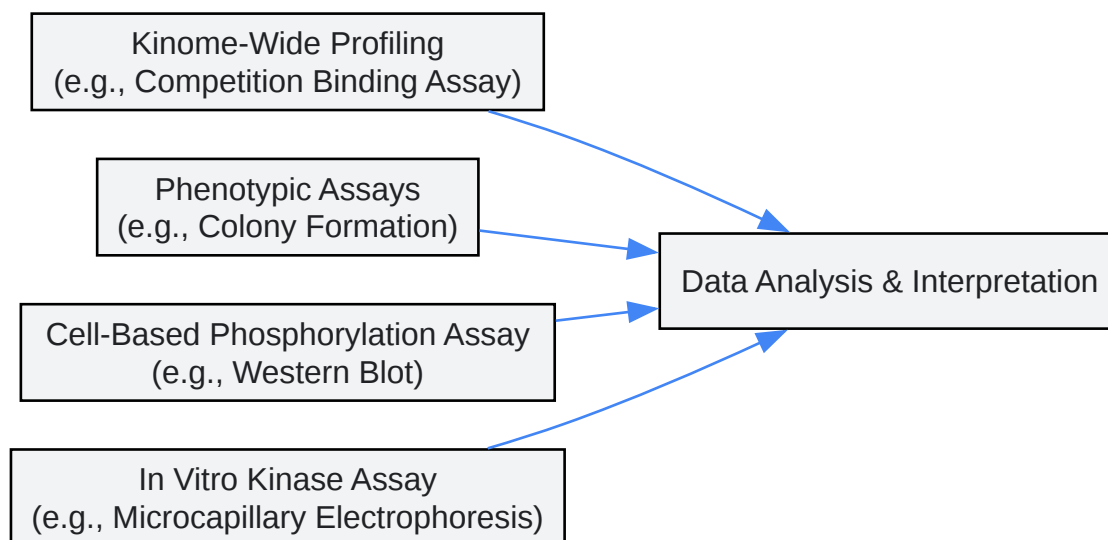 Kinome-Wide Profiling
(e.g., Competition Binding Assay)
Phenotypic Assays
(e.g., Colony Formation)
Data Analysis & Interpretation
Cell-Based Phosphorylation Assay
(e.g., Western Blot)
In Vitro Kinase Assay
(e.g., Microcapillary Electrophoresis)